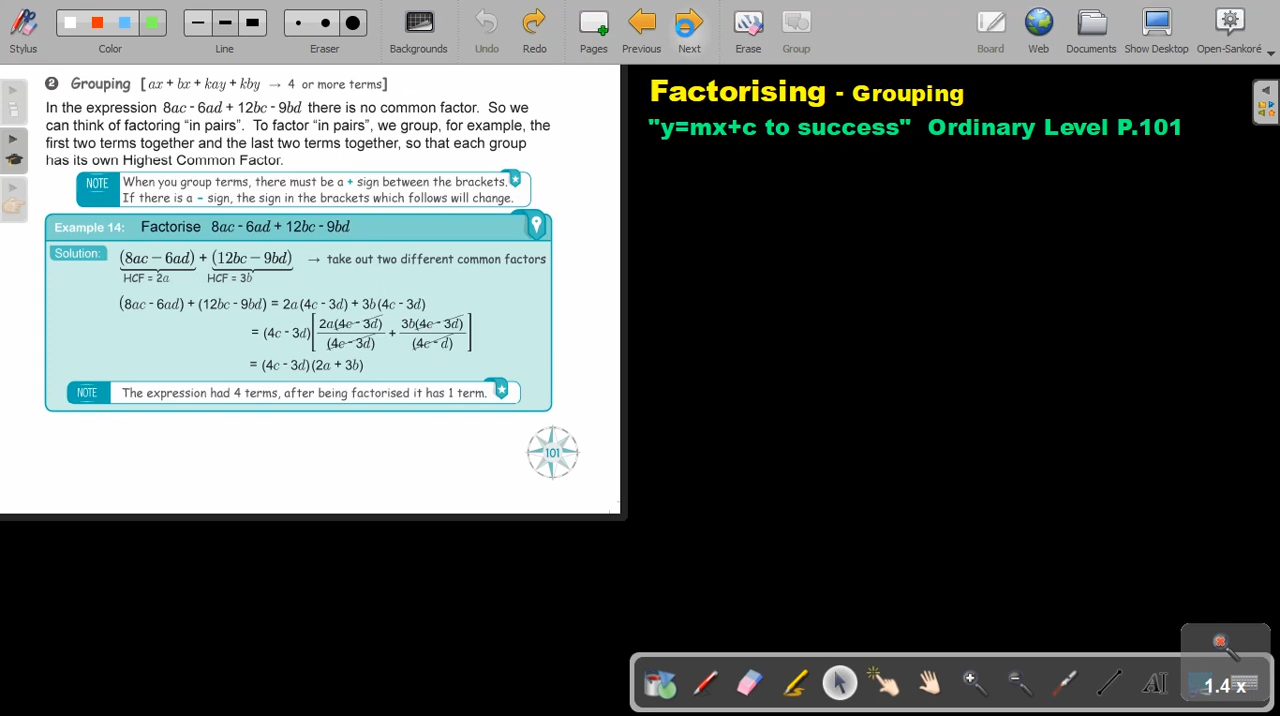 Stylus Color Line Eraser Backgrounds Undo Redo Pages Previous Next Erase Group Board Web Documents Show Desktop Open-Sankoré
2 Grouping [ax + bx + kay + kby → 4 or more terms]
In the expression 8ac - 6ad + 12bc - 9bd there is no common factor. So we
can think of factoring "in pairs". To factor "in pairs", we group, for example, the
first two terms together and the last two terms together, so that each group
has its own Highest Common Factor.
NOTE When you group terms, there must be a + sign between the brackets.
If there is a - sign, the sign in the brackets which follows will change.
Example 14: Factorise 8ac - 6ad + 12bc - 9bd
Solution: (8ac – 6ad) + (12bc – 9bd) → take out two different common factors
HCF = 2a HCF = 3b
(8ac - 6ad) + (12bc - 9bd) = 2a(4c - 3d) + 3b(4c - 3d)
= (4c - 3d)[2a(4c - 3d)/(4c - 3d) + 3b(4c - 3d)/(4c - d)]
= (4c - 3d)(2a + 3b)
NOTE The expression had 4 terms, after being factorised it has 1 term.
101
Factorising - Grouping
"y=mx+c to success" Ordinary Level P.101
AI
1.4 x